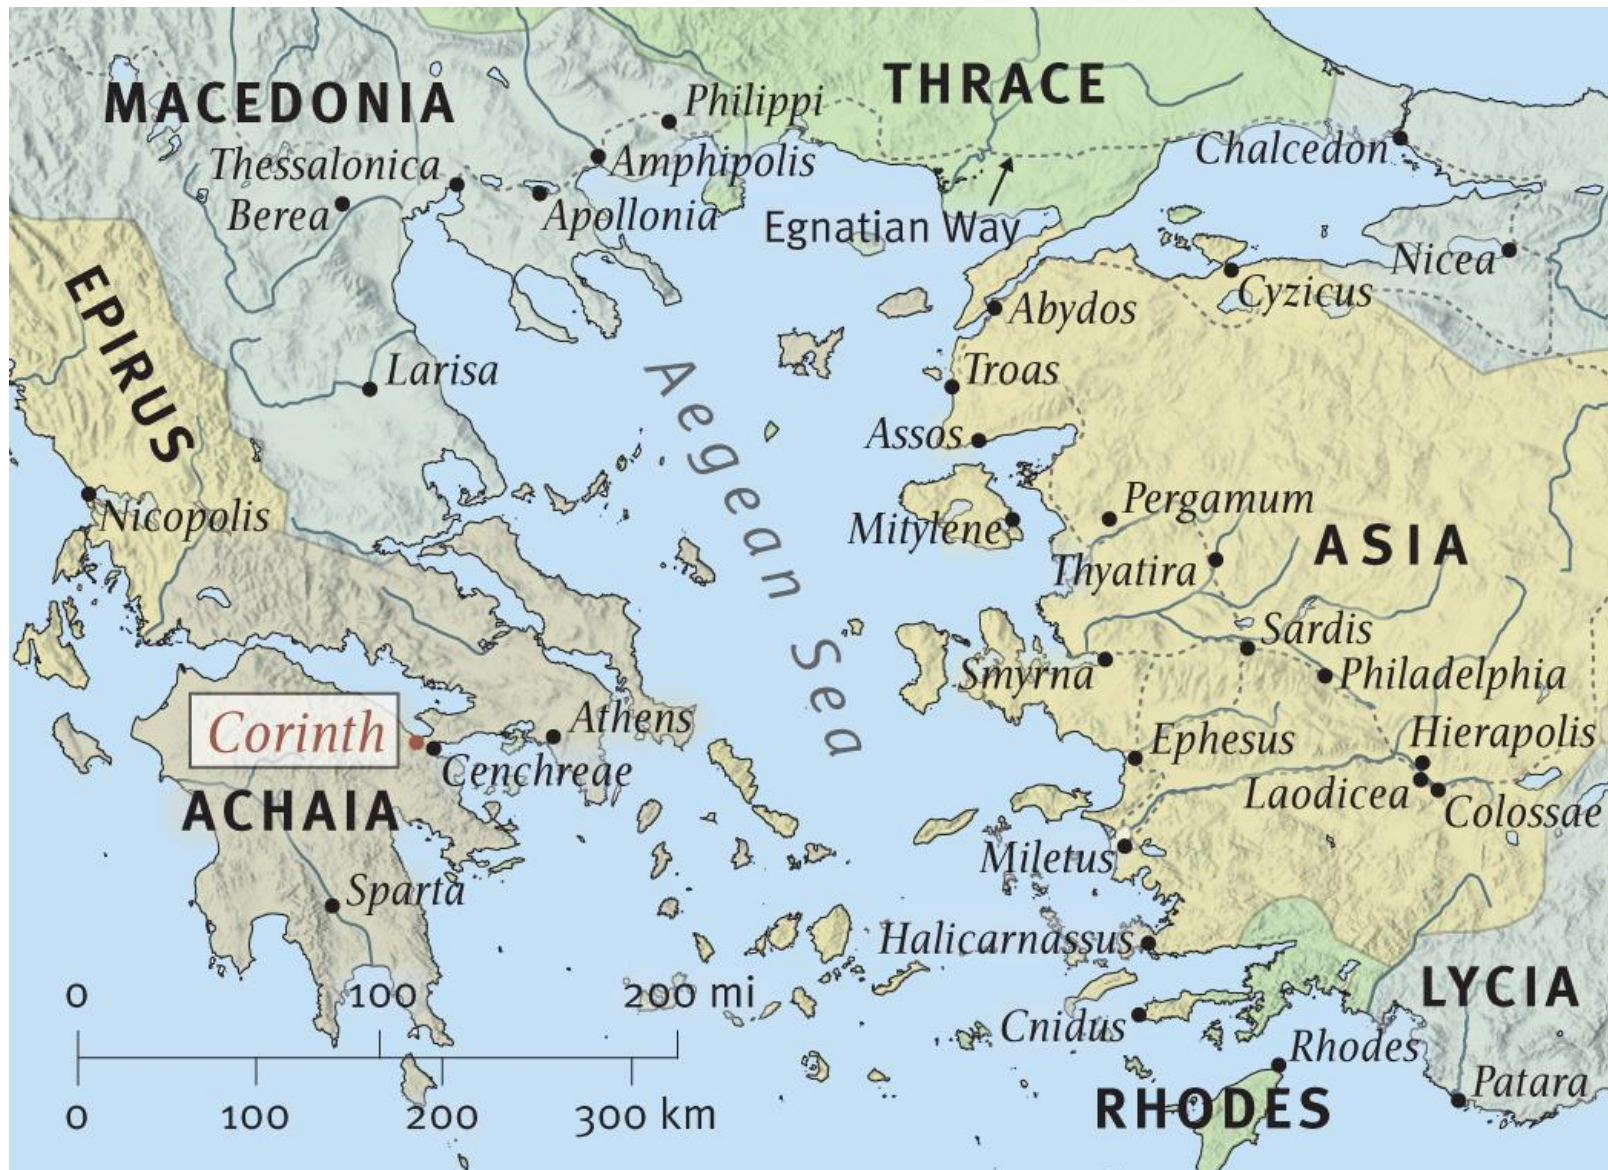 MACEDONIA
THRACE
Philippi
Amphipolis
Thessalonica
Berea
Apollonia
Chalcedon
Egnatian Way
Nicea
Cyzicus
Abydos
EPIRUS
Larisa
Troas
Assos
Aegean Sea
Nicopolis
Mitylene
Pergamum
Thyatira
ASIA
Sardis
Smyrna
Philadelphia
Corinth
Athens
Cenchreae
Ephesus
Hierapolis
Laodicea
Colossae
ACHAIA
Miletus
Sparta
Halicarnassus
LYCIA
Cnidus
Rhodes
RHODES
Patara
0 100 200 mi
0 100 200 300 km